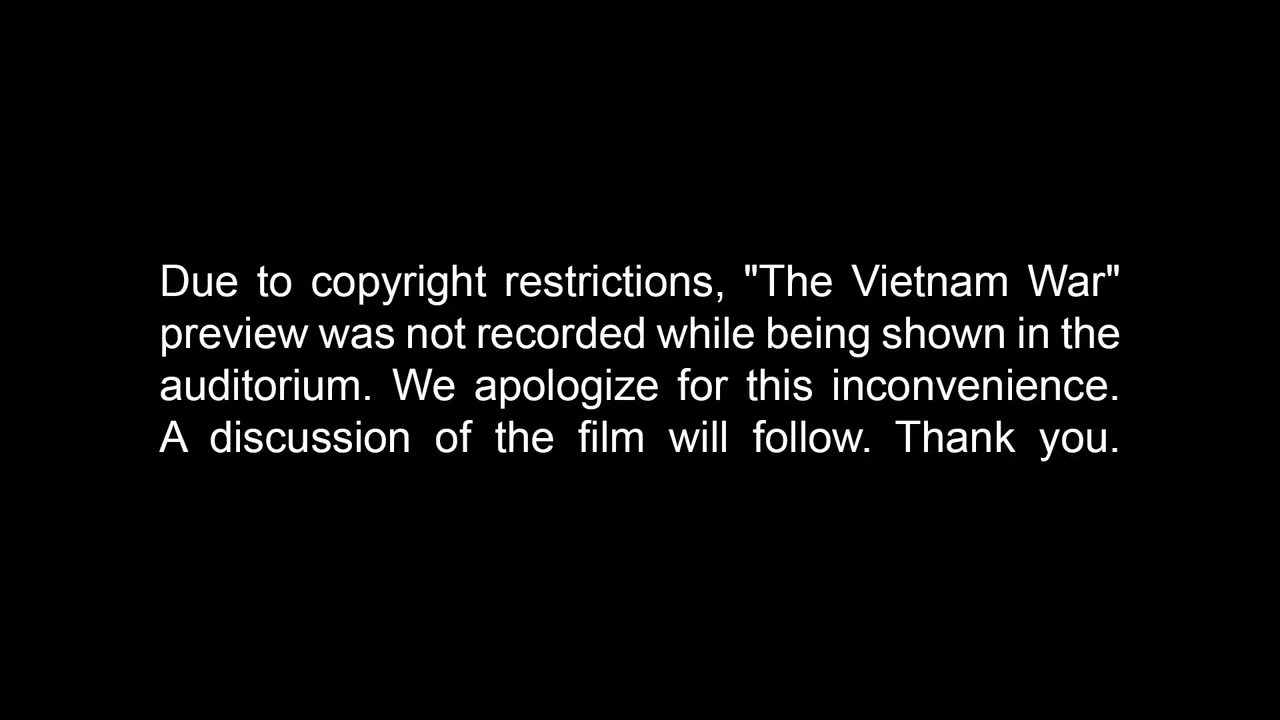 Due to copyright restrictions, "The Vietnam War"
preview was not recorded while being shown in the
auditorium. We apologize for this inconvenience.
A discussion of the film will follow. Thank you.